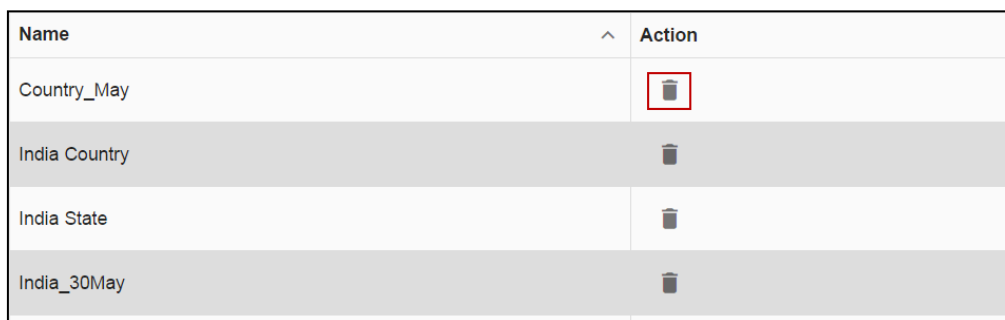 Name Action
Country_May
India Country
India State
India_30May